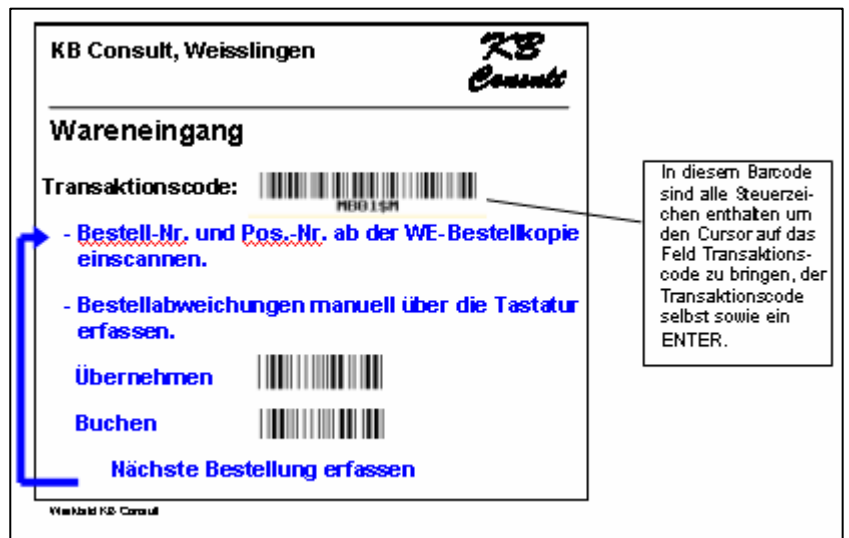 KB Consult, Weisslingen
KB
Consult
Wareneingang
Transaktionscode:
MB01$M
- Bestell-Nr. und Pos.-Nr. ab der WE-Bestellkopie
einscannen.
- Bestellabweichungen manuell über die Tastatur
erfassen.
Übernehmen
Buchen
Nächste Bestellung erfassen
In diesem Barcode
sind alle Steuerzei-
chen enthalten um
den Cursor auf das
Feld Transaktions-
code zu bringen, der
Transaktionscode
selbst sowie ein
ENTER.
KB Consult